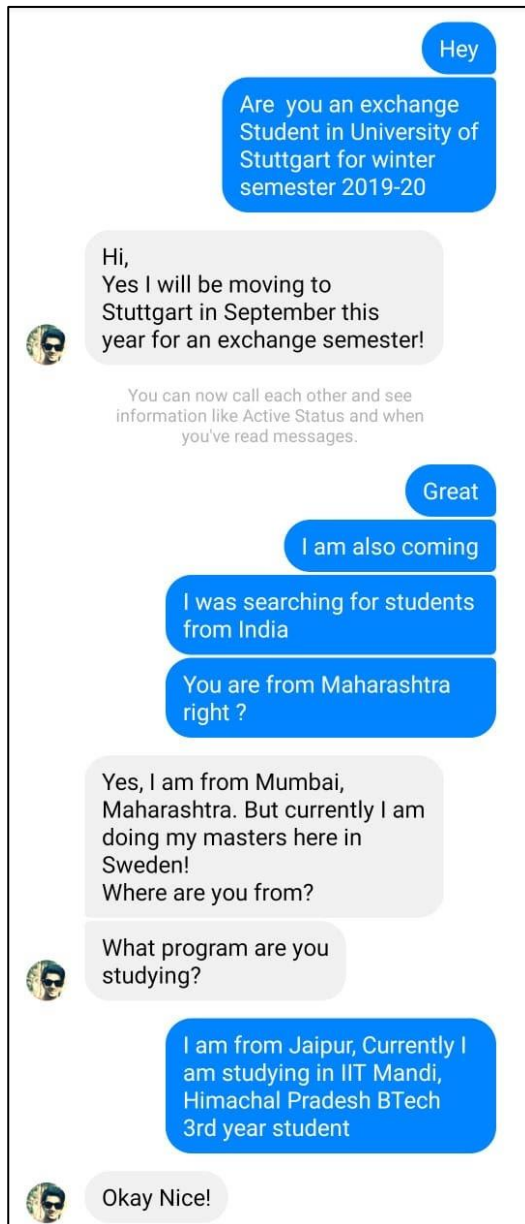 Hey
Are  you an exchange
Student in University of
Stuttgart for winter
semester 2019-20
Hi,
Yes I will be moving to
Stuttgart in September this
year for an exchange semester!
You can now call each other and see
information like Active Status and when
you've read messages.
Great
I am also coming
I was searching for students
from India
You are from Maharashtra
right ?
Yes, I am from Mumbai,
Maharashtra. But currently I am
doing my masters here in
Sweden!
Where are you from?
What program are you
studying?
I am from Jaipur, Currently I
am studying in IIT Mandi,
Himachal Pradesh BTech
3rd year student
Okay Nice!